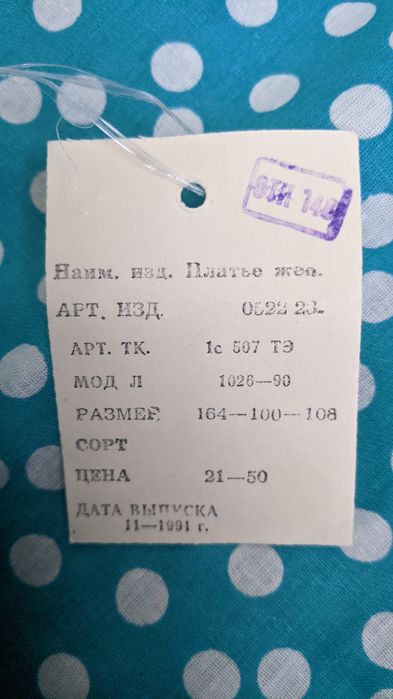 ОТК 148
Наим. изд. Платье жен.
АРТ. ИЗД. 0522 23-
АРТ. ТК. 1с 507 ТЭ
МОД Л 1026—90
РАЗМЕР 164—100—108
СОРТ
ЦЕНА 21—50
ДАТА ВЫПУСКА
11—1991 г.